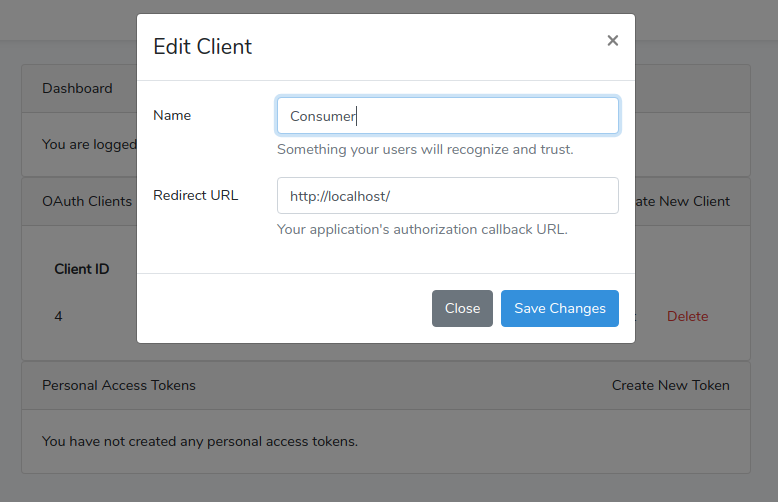 Edit Client
×
Name
Consumer
Something your users will recognize and trust.
Redirect URL
http://localhost/
Your application's authorization callback URL.
Close
Save Changes
Dashboard
You are logged
OAuth Clients
New Client
Client ID
4
Delete
Personal Access Tokens
Create New Token
You have not created any personal access tokens.